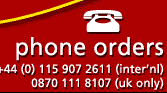 phone orders
+44 (0) 115 907 2611 (inter'nl)
0870 111 8107 (uk only)